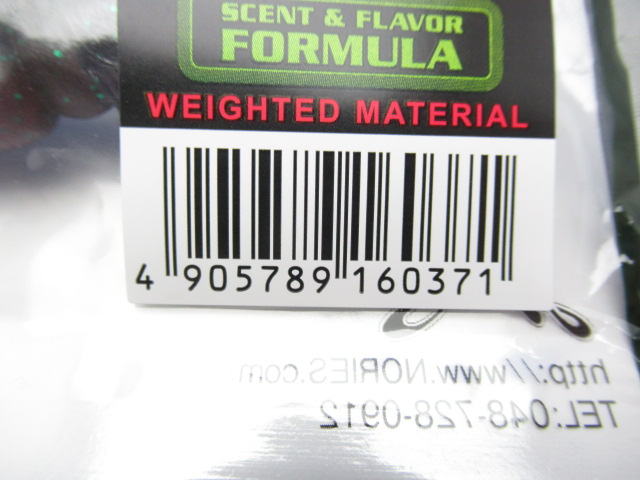 SCENT & FLAVOR
FORMULA
WEIGHTED MATERIAL
4 905789 160371
http://www.NORIES.com
TEL:048-728-0912